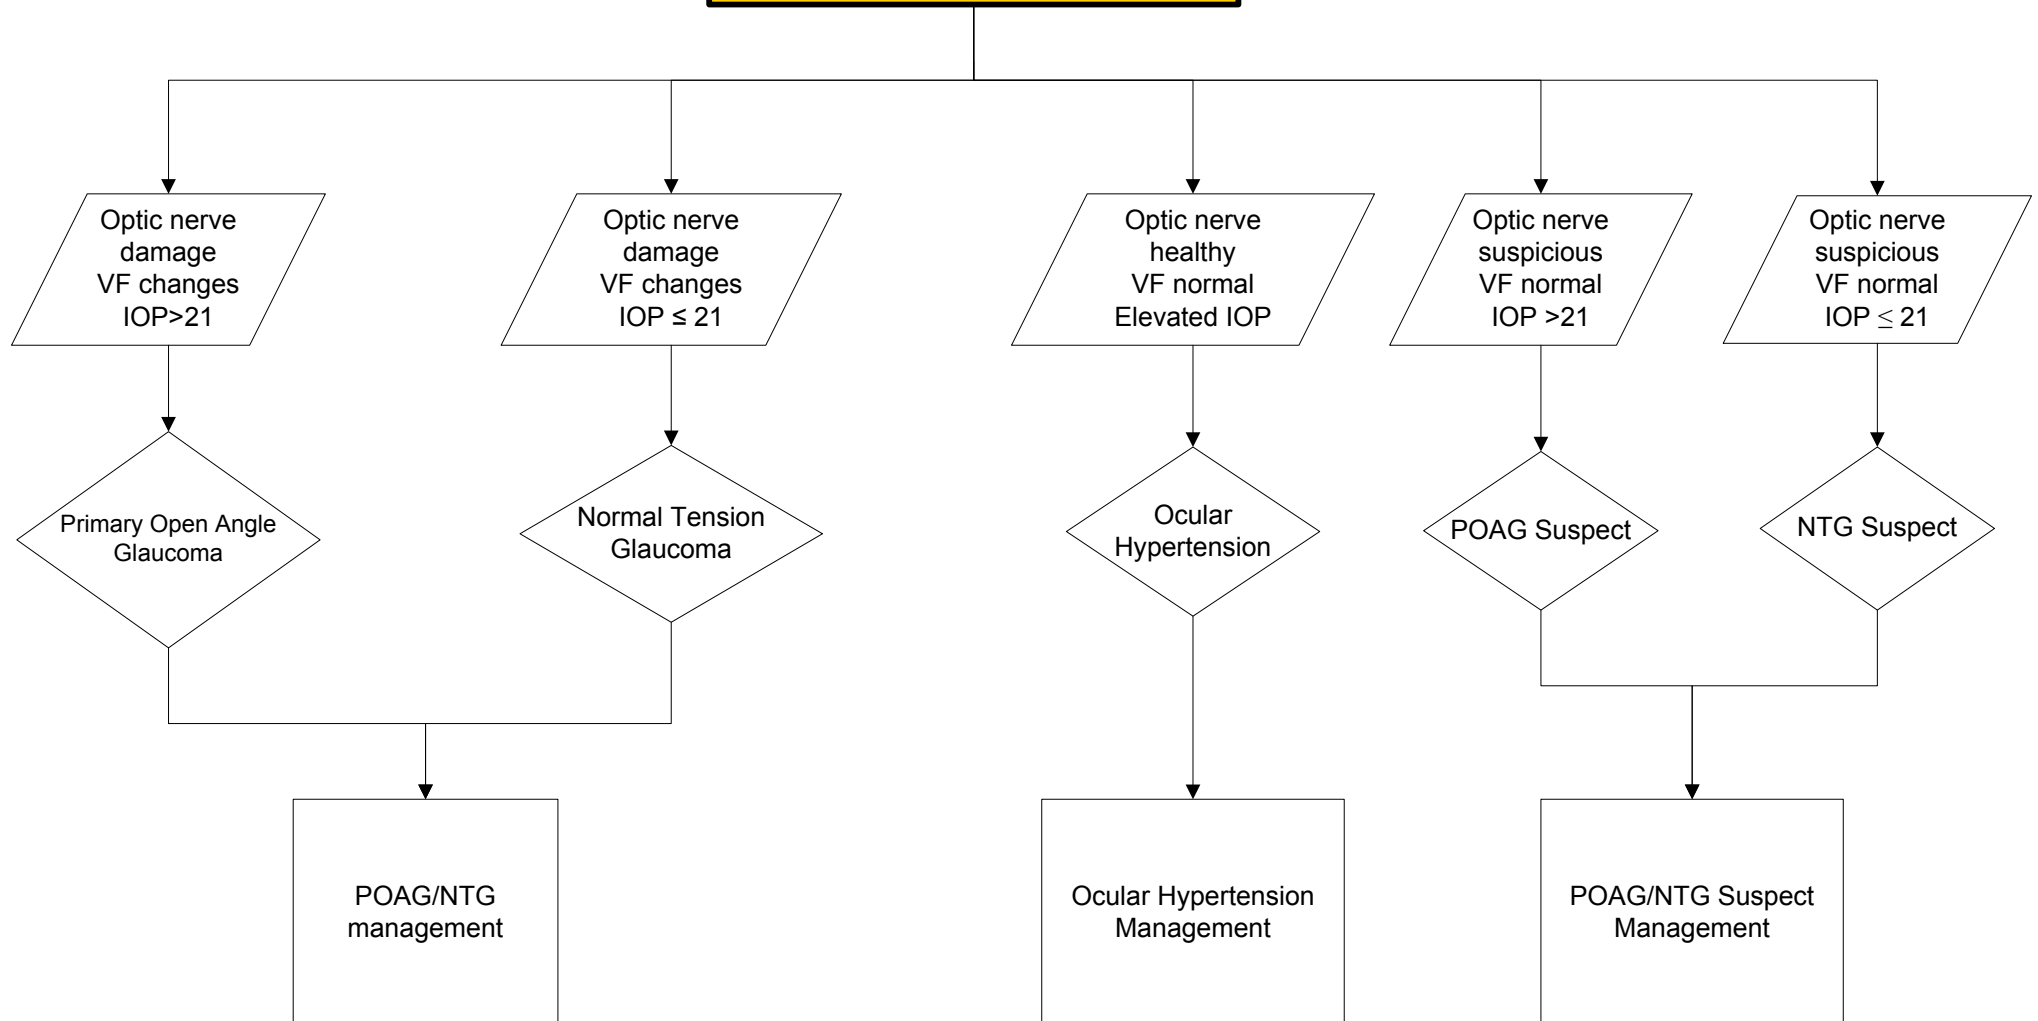 Optic nerve
damage
VF changes
IOP>21
Optic nerve
damage
VF changes
IOP ≤ 21
Optic nerve
healthy
VF normal
Elevated IOP
Optic nerve
suspicious
VF normal
IOP >21
Optic nerve
suspicious
VF normal
IOP ≤ 21
Primary Open Angle
Glaucoma
Normal Tension
Glaucoma
Ocular
Hypertension
POAG Suspect
NTG Suspect
POAG/NTG
management
Ocular Hypertension
Management
POAG/NTG Suspect
Management